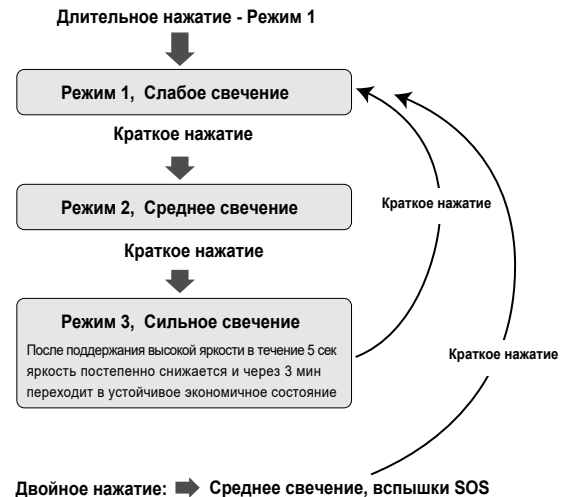 Длительное нажатие - Режим 1
Режим 1, Слабое свечение
Краткое нажатие
Режим 2, Среднее свечение
Краткое нажатие
Краткое нажатие
Режим 3, Сильное свечение
После поддержания высокой яркости в течение 5 сек
яркость постепенно снижается и через 3 мин
переходит в устойчивое экономичное состояние
Краткое нажатие
Двойное нажатие: Среднее свечение, вспышки SOS